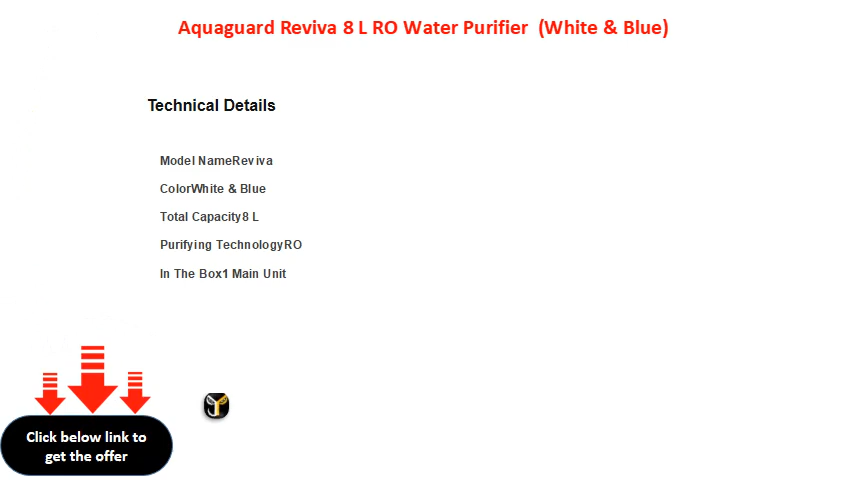 Aquaguard Reviva 8 L RO Water Purifier (White & Blue)
Technical Details
Model NameReviva
ColorWhite & Blue
Total Capacity8 L
Purifying TechnologyRO
In The Box1 Main Unit
Click below link to
get the offer